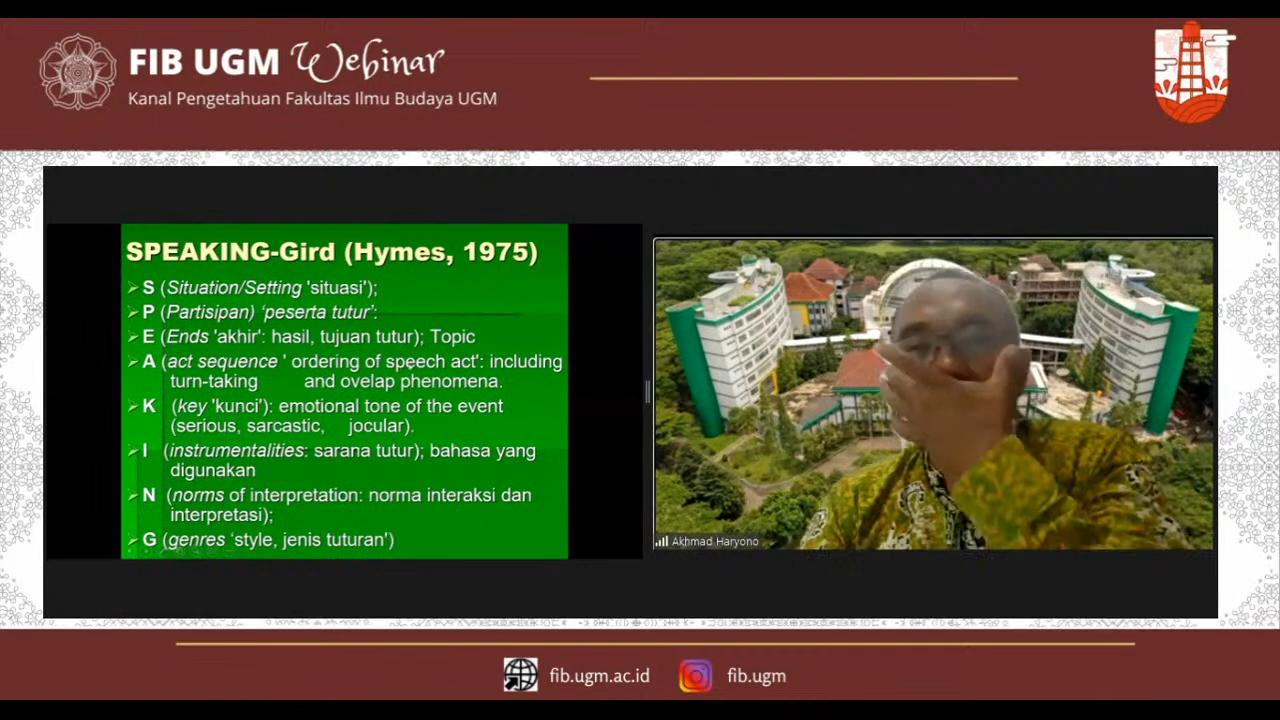 FIB UGM Webinar
Kanal Pengetahuan Fakultas Ilmu Budaya UGM
SPEAKING-Gird (Hymes, 1975)
S (Situation/Setting 'situasi');
P (Partisipan) ‘peserta tutur’:
E (Ends 'akhir': hasil, tujuan tutur); Topic
A (act sequence ' ordering of speech act': including
turn-taking and ovelap phenomena.
K (key 'kunci'): emotional tone of the event
(serious, sarcastic, jocular).
I (instrumentalities: sarana tutur); bahasa yang
digunakan
N (norms of interpretation: norma interaksi dan
interpretasi);
G (genres ‘style, jenis tuturan')
Akhmad Haryono
fib.ugm.ac.id
fib.ugm